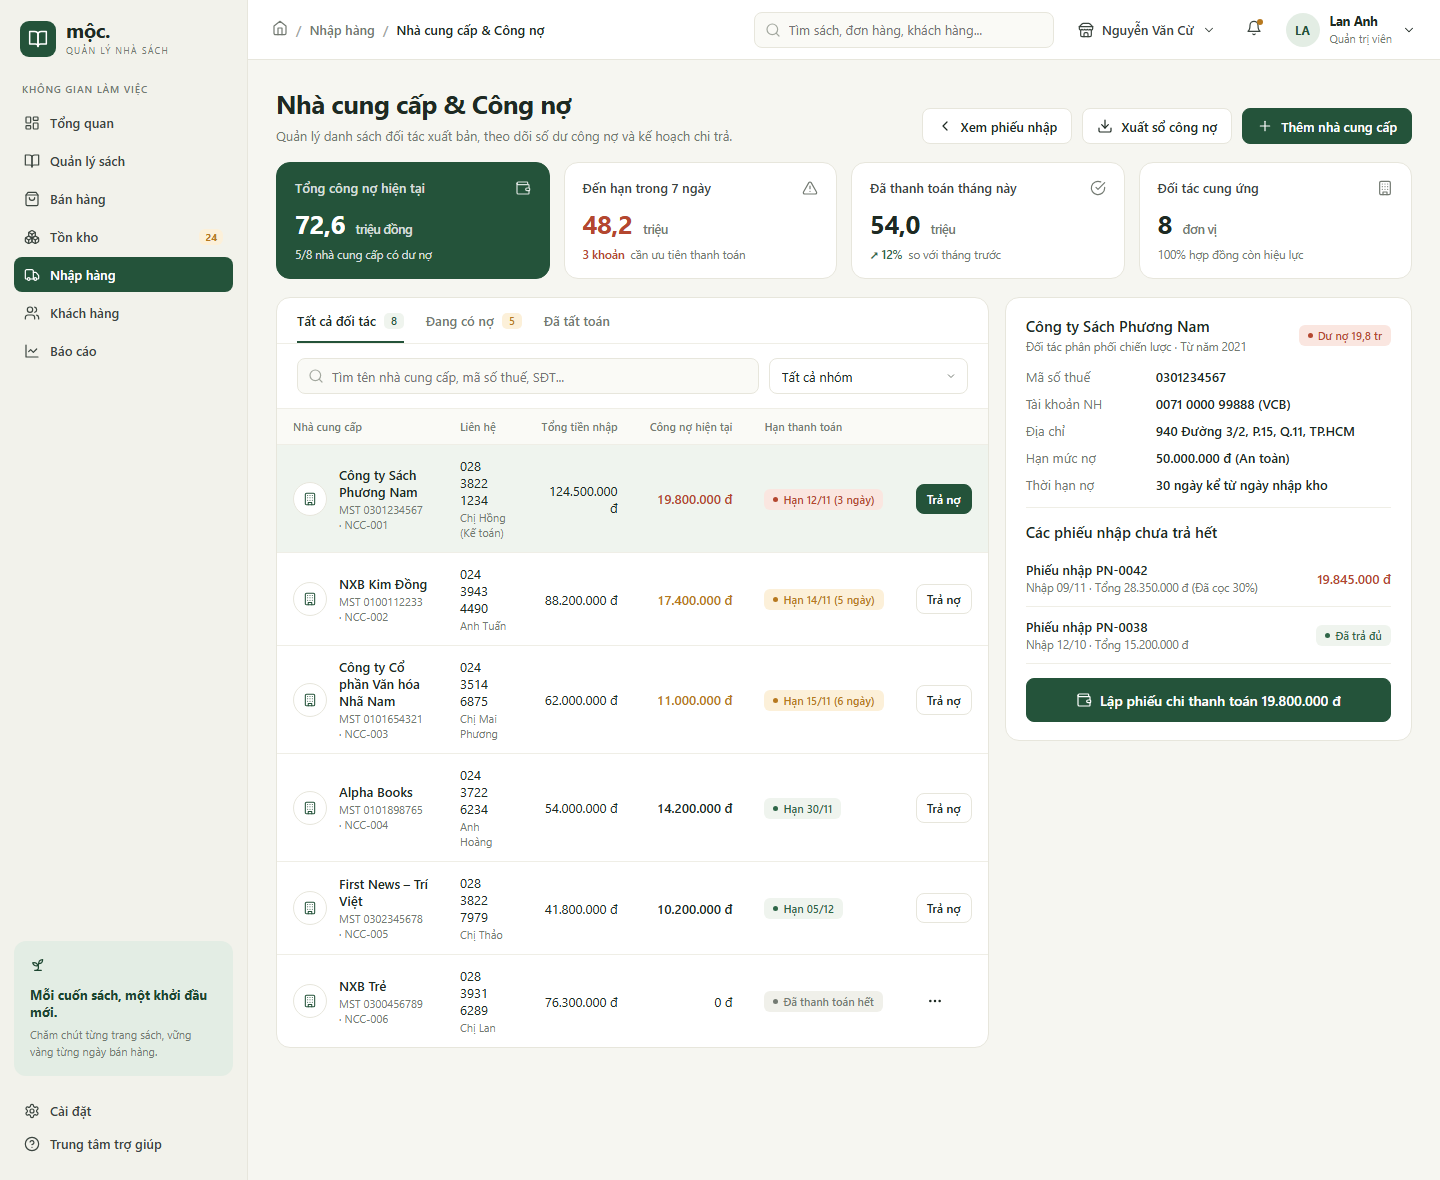 mộc.
QUẢN LÝ NHÀ SÁCH
KHÔNG GIAN LÀM VIỆC
Tổng quan
Quản lý sách
Bán hàng
Tồn kho 24
Nhập hàng
Khách hàng
Báo cáo
Mỗi cuốn sách, một khởi đầu
mới.
Chăm chút từng trang sách, vững
vàng từng ngày bán hàng.
Cài đặt
Trung tâm trợ giúp
/ Nhập hàng / Nhà cung cấp & Công nợ
Tìm sách, đơn hàng, khách hàng...
Nguyễn Văn Cừ
LA
Lan Anh
Quản trị viên
Nhà cung cấp & Công nợ
Quản lý danh sách đối tác xuất bản, theo dõi số dư công nợ và kế hoạch chi trả.
Xem phiếu nhập
Xuất sổ công nợ
Thêm nhà cung cấp
Tổng công nợ hiện tại
72,6 triệu đồng
5/8 nhà cung cấp có dư nợ
Đến hạn trong 7 ngày
48,2 triệu
3 khoản cần ưu tiên thanh toán
Đã thanh toán tháng này
54,0 triệu
↗ 12% so với tháng trước
Đối tác cung ứng
8 đơn vị
100% hợp đồng còn hiệu lực
Tất cả đối tác 8
Đang có nợ 5
Đã tất toán
Tìm tên nhà cung cấp, mã số thuế, SĐT...
Tất cả nhóm
Nhà cung cấp Liên hệ Tổng tiền nhập Công nợ hiện tại Hạn thanh toán
Công ty Sách
Phương Nam
MST 0301234567
· NCC-001
028
3822
1234
Chị Hồng
(Kế toán)
124.500.000
đ
19.800.000 đ
Hạn 12/11 (3 ngày)
Trả nợ
NXB Kim Đồng
MST 0100112233
· NCC-002
024
3943
4490
Anh Tuấn
88.200.000 đ
17.400.000 đ
Hạn 14/11 (5 ngày)
Trả nợ
Công ty Cổ
phần Văn hóa
Nhã Nam
MST 0101654321
· NCC-003
024
3514
6875
Chị Mai
Phương
62.000.000 đ
11.000.000 đ
Hạn 15/11 (6 ngày)
Trả nợ
Alpha Books
MST 0101898765
· NCC-004
024
3722
6234
Anh
Hoàng
54.000.000 đ
14.200.000 đ
Hạn 30/11
Trả nợ
First News – Trí
Việt
MST 0302345678
· NCC-005
028
3822
7979
Chị Thảo
41.800.000 đ
10.200.000 đ
Hạn 05/12
Trả nợ
NXB Trẻ
MST 0300456789
· NCC-006
028
3931
6289
Chị Lan
76.300.000 đ
0 đ
Đã thanh toán hết
Công ty Sách Phương Nam
Đối tác phân phối chiến lược · Từ năm 2021
Dư nợ 19,8 tr
Mã số thuế 0301234567
Tài khoản NH 0071 0000 99888 (VCB)
Địa chỉ 940 Đường 3/2, P.15, Q.11, TP.HCM
Hạn mức nợ 50.000.000 đ (An toàn)
Thời hạn nợ 30 ngày kể từ ngày nhập kho
Các phiếu nhập chưa trả hết
Phiếu nhập PN-0042
Nhập 09/11 · Tổng 28.350.000 đ (Đã cọc 30%)
19.845.000 đ
Phiếu nhập PN-0038
Nhập 12/10 · Tổng 15.200.000 đ
Đã trả đủ
Lập phiếu chi thanh toán 19.800.000 đ